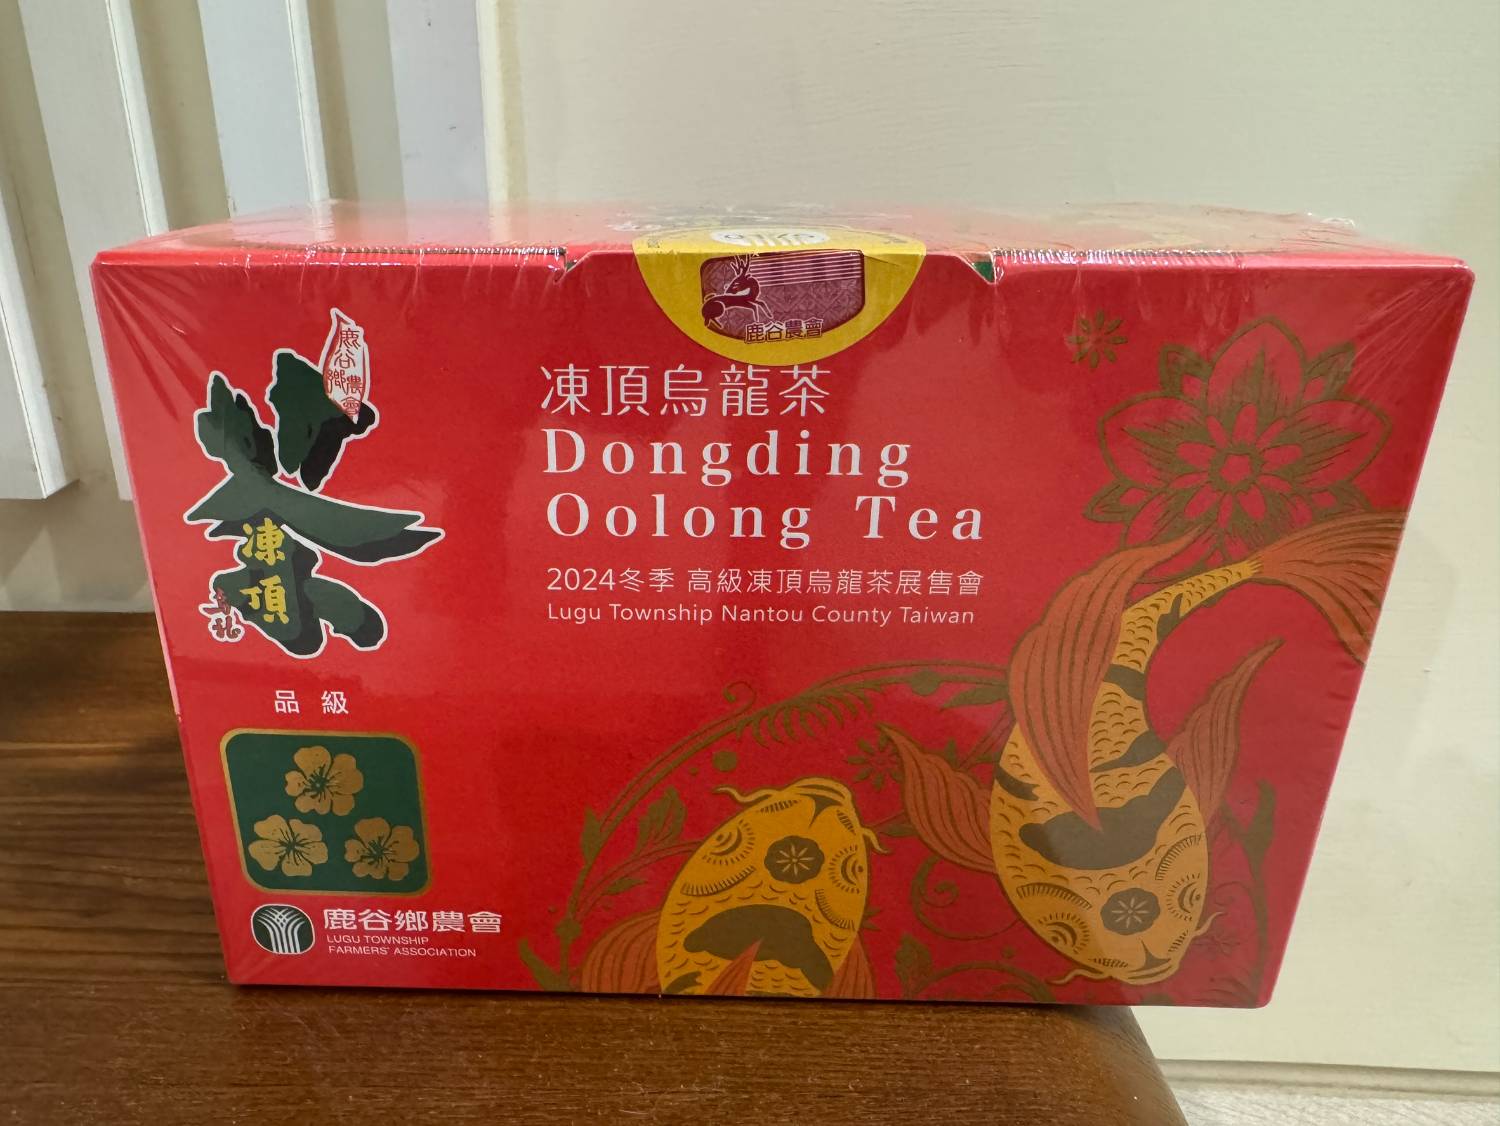 鹿谷農會
鹿谷鄉農會
茶
凍頂
烏龍
凍頂烏龍茶
Dongding
Oolong Tea
2024冬季 高級凍頂烏龍茶展售會
Lugu Township Nantou County Taiwan
品級
鹿谷鄉農會
LUGU TOWNSHIP
FARMERS' ASSOCIATION